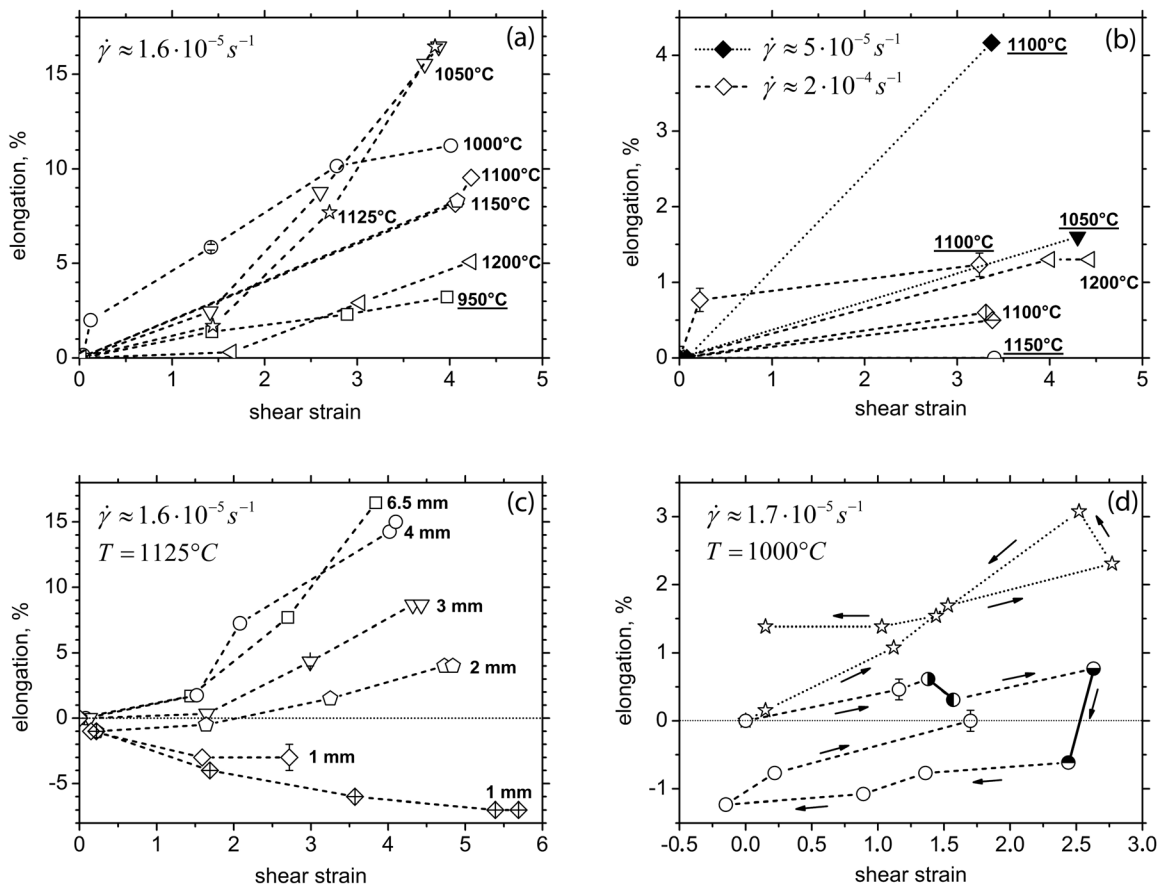 (a)
γ̇ ≈ 1.6·10⁻⁵ s⁻¹
15
10
5
0
elongation, %
1050°C
1000°C
1100°C
1150°C
1125°C
1200°C
950°C
0 1 2 3 4 5
shear strain
(b)
γ̇ ≈ 5·10⁻⁵ s⁻¹
γ̇ ≈ 2·10⁻⁴ s⁻¹
4
3
2
1
0
elongation, %
1100°C
1050°C
1100°C
1200°C
1100°C
1150°C
0 1 2 3 4 5
shear strain
(c)
γ̇ ≈ 1.6·10⁻⁵ s⁻¹
T = 1125°C
15
10
5
0
-5
elongation, %
6.5 mm
4 mm
3 mm
2 mm
1 mm
1 mm
0 1 2 3 4 5 6
shear strain
(d)
γ̇ ≈ 1.7·10⁻⁵ s⁻¹
T = 1000°C
3
2
1
0
-1
elongation, %
-0.5 0.0 0.5 1.0 1.5 2.0 2.5 3.0
shear strain